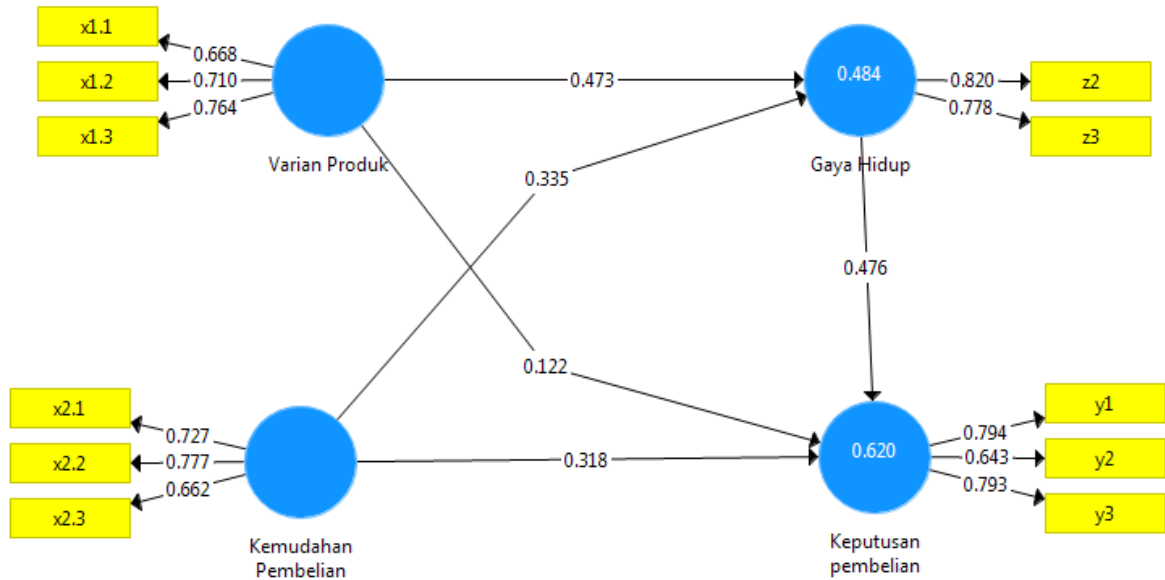 x1.1
x1.2
x1.3
0.668
0.710
0.764
Varian Produk
0.473
0.484
Gaya Hidup
0.820
0.778
z2
z3
0.335
0.476
0.122
x2.1
x2.2
x2.3
0.727
0.777
0.662
Kemudahan
Pembelian
0.318
0.620
Keputusan
pembelian
0.794
0.643
0.793
y1
y2
y3